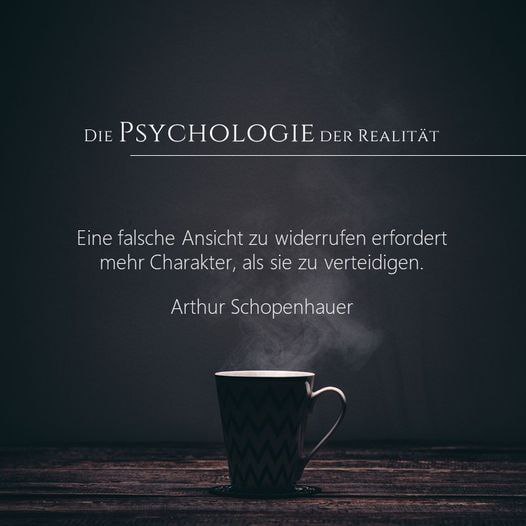 Die Psychologie der Realität
Eine falsche Ansicht zu widerrufen erfordert
mehr Charakter, als sie zu verteidigen.
Arthur Schopenhauer